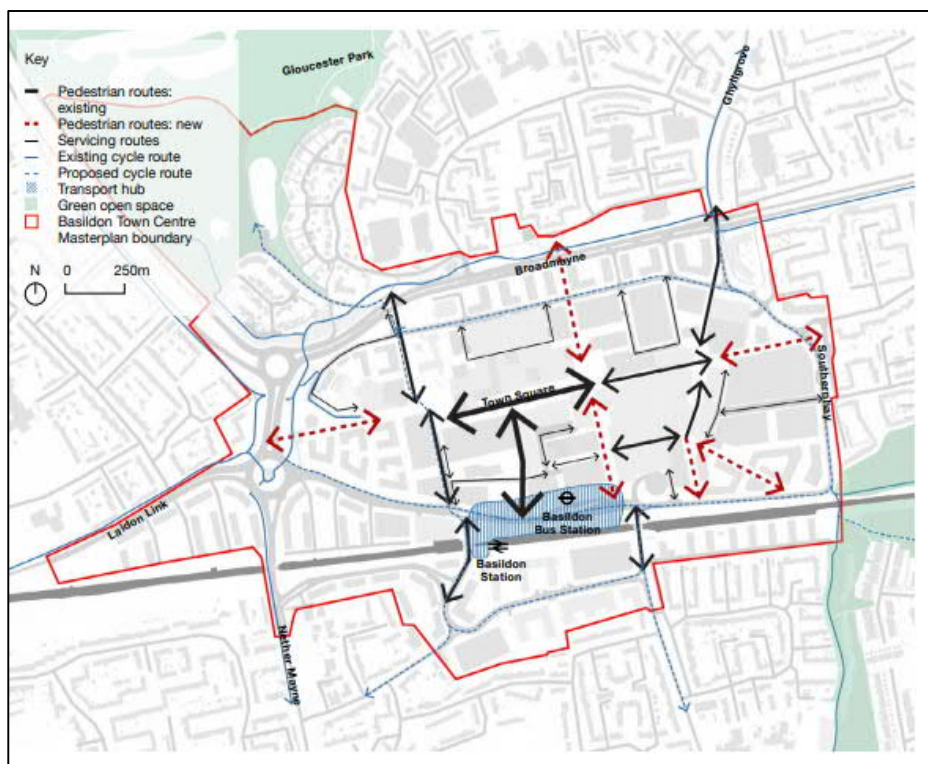 Key
Pedestrian routes:
existing
Pedestrian routes: new
Servicing routes
Existing cycle route
Proposed cycle route
Transport hub
Green open space
Basildon Town Centre
Masterplan boundary
N
0 250m
Gloucester Park
Ghyllgrove
Broadmayne
Town Square
Southernhay
Laidon Link
Basildon
Bus Station
Basildon
Station
Nether Mayne